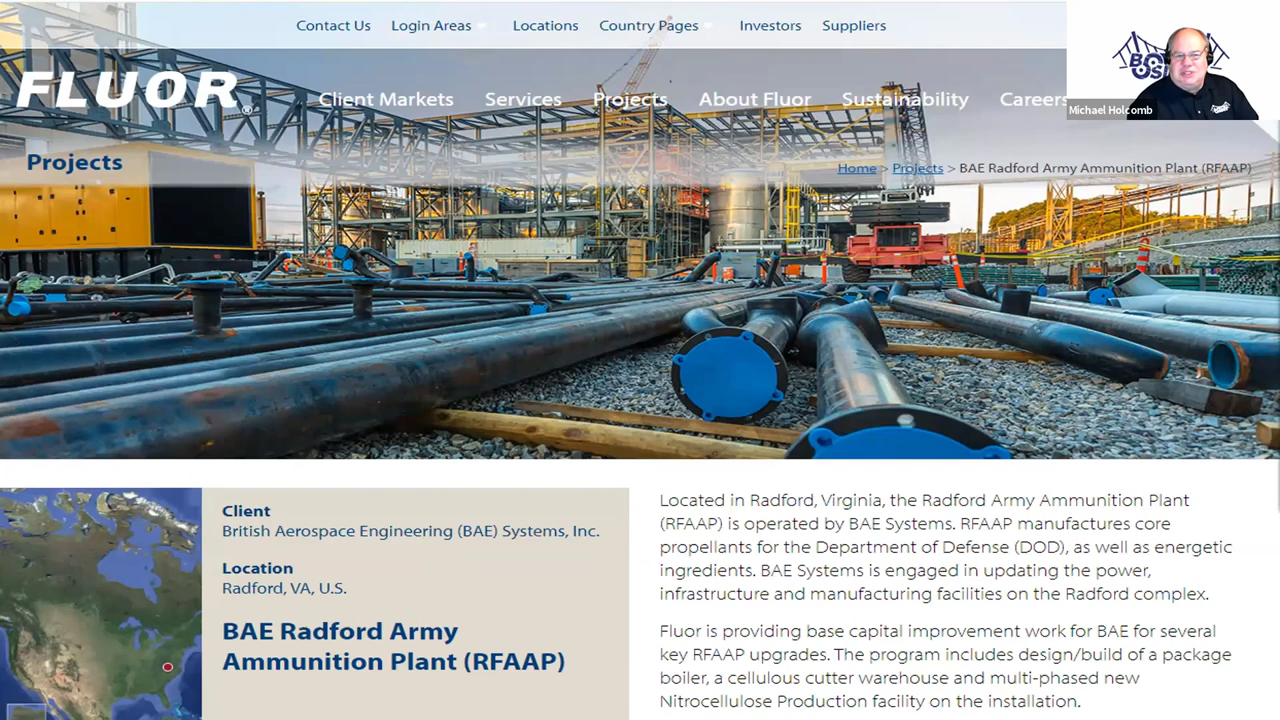 Contact Us Login Areas Locations Country Pages Investors Suppliers
FLUOR®
Client Markets Services Projects About Fluor Sustainability Careers
Michael Holcomb
Projects
Home > Projects > BAE Radford Army Ammunition Plant (RFAAP)
Client
British Aerospace Engineering (BAE) Systems, Inc.
Location
Radford, VA, U.S.
BAE Radford Army
Ammunition Plant (RFAAP)
Located in Radford, Virginia, the Radford Army Ammunition Plant
(RFAAP) is operated by BAE Systems. RFAAP manufactures core
propellants for the Department of Defense (DOD), as well as energetic
ingredients. BAE Systems is engaged in updating the power,
infrastructure and manufacturing facilities on the Radford complex.
Fluor is providing base capital improvement work for BAE for several
key RFAAP upgrades. The program includes design/build of a package
boiler, a cellulous cutter warehouse and multi-phased new
Nitrocellulose Production facility on the installation.